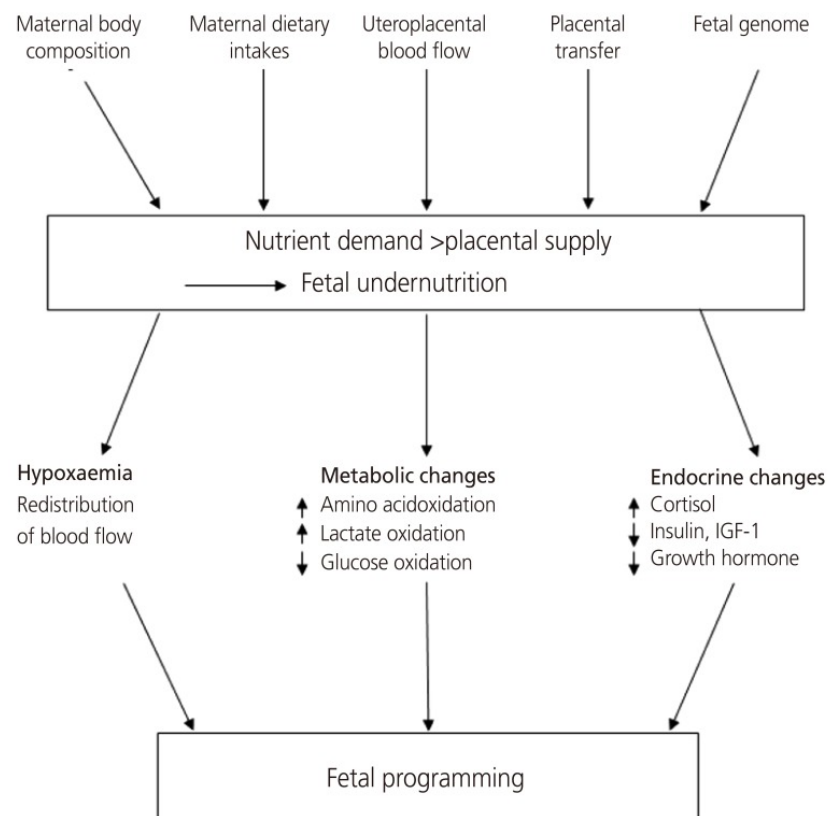 Maternal body
composition
Maternal dietary
intakes
Uteroplacental
blood flow
Placental
transfer
Fetal genome
Nutrient demand >placental supply
Fetal undernutrition
Hypoxaemia
Redistribution
of blood flow
Metabolic changes
Amino acidoxidation
Lactate oxidation
Glucose oxidation
Endocrine changes
Cortisol
Insulin, IGF-1
Growth hormone
Fetal programming